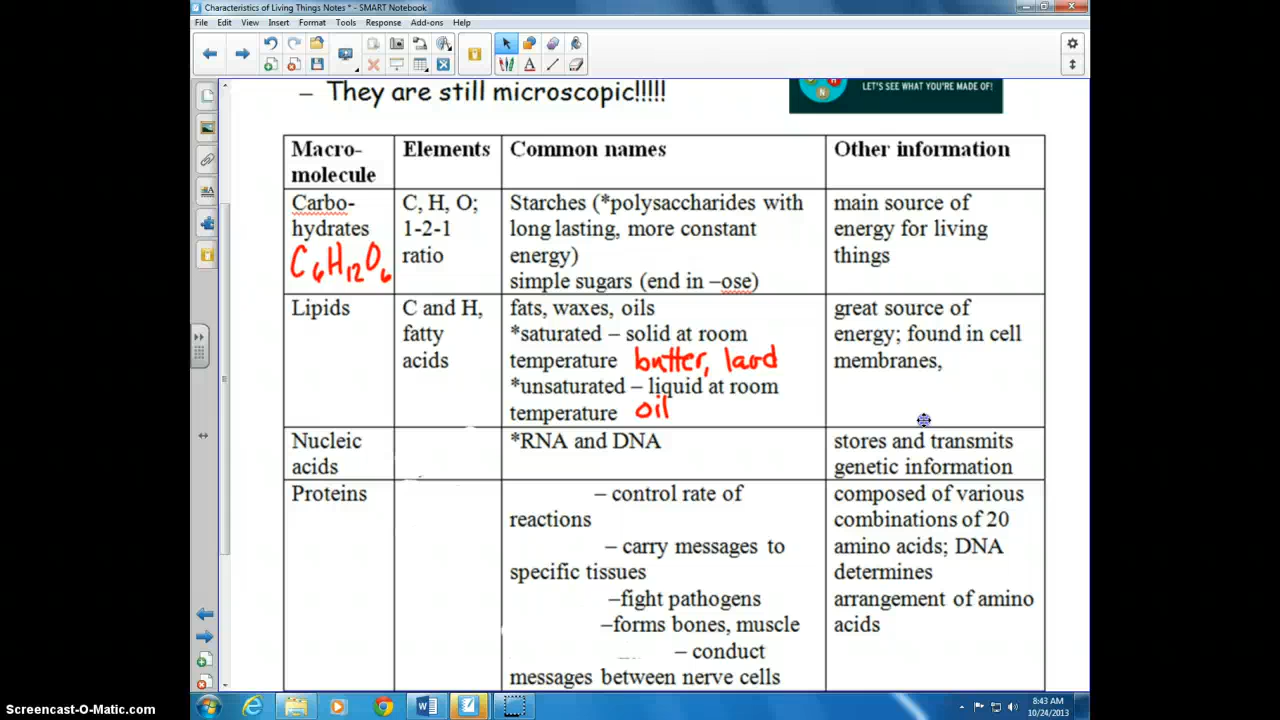 Characteristics of Living Things Notes * - SMART Notebook
File Edit View Insert Format Tools Response Add-ons Help
– They are still microscopic!!!!!
LET'S SEE WHAT YOU'RE MADE OF!
N
Macro-
molecule
Elements
Common names
Other information
Carbo-
hydrates
C6H12O6
C, H, O;
1-2-1
ratio
Starches (*polysaccharides with
long lasting, more constant
energy)
simple sugars (end in –ose)
main source of
energy for living
things
Lipids
C and H,
fatty
acids
fats, waxes, oils
*saturated – solid at room
temperature butter, lard
*unsaturated – liquid at room
temperature oil
great source of
energy; found in cell
membranes,
Nucleic
acids
*RNA and DNA
stores and transmits
genetic information
Proteins
– control rate of
reactions
– carry messages to
specific tissues
–fight pathogens
–forms bones, muscle
– conduct
messages between nerve cells
composed of various
combinations of 20
amino acids; DNA
determines
arrangement of amino
acids
8:43 AM
10/24/2013
Screencast-O-Matic.com